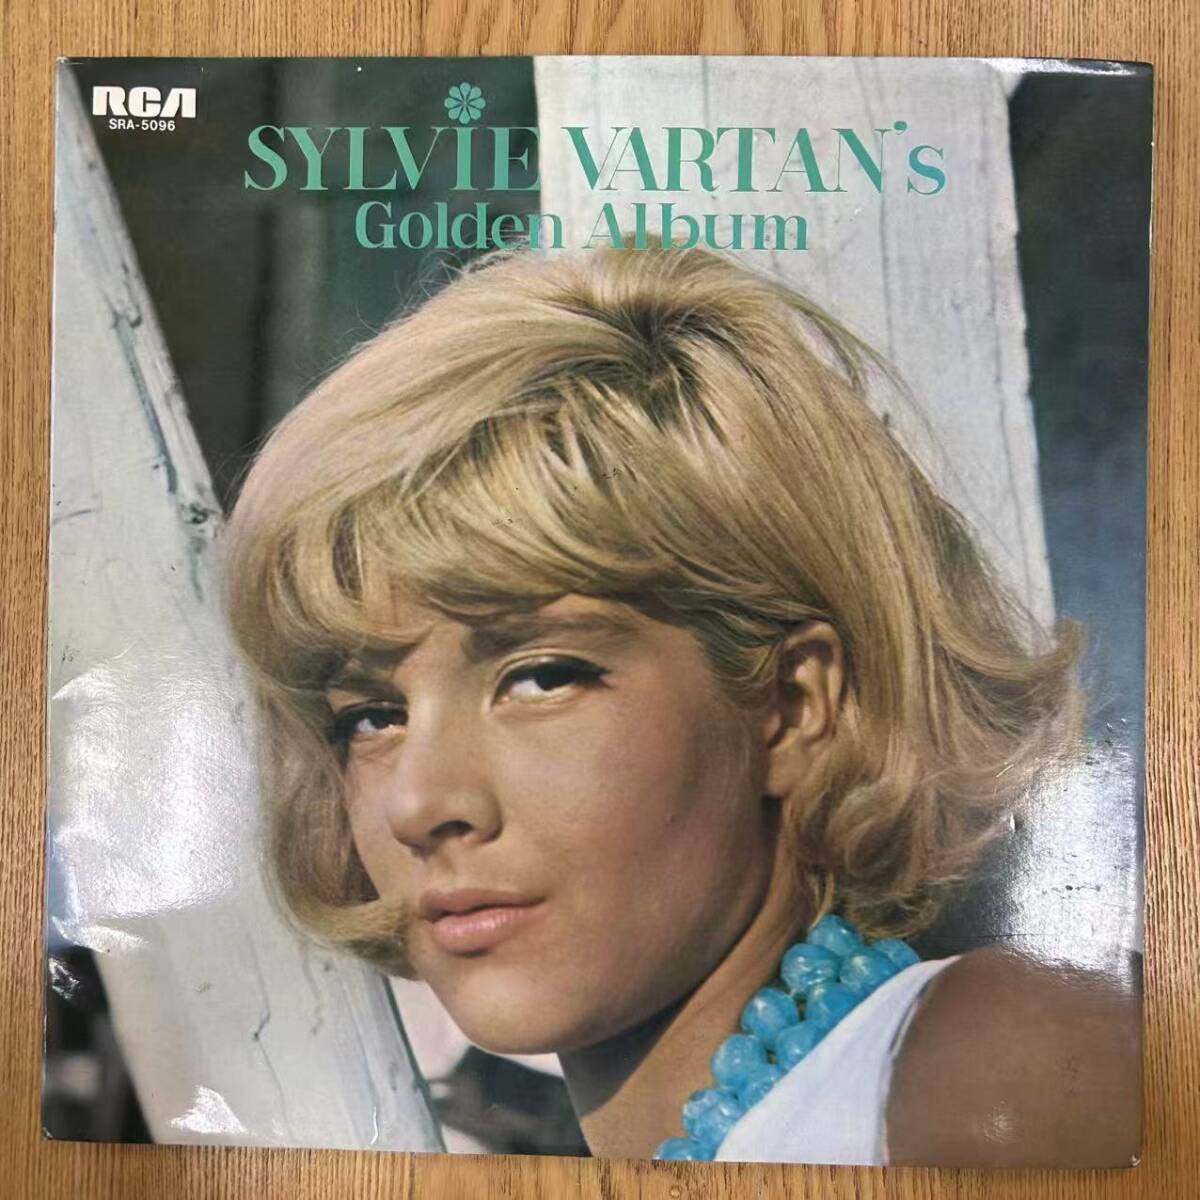 RCA
SRA-5096
SYLVIE VARTAN's
Golden Album